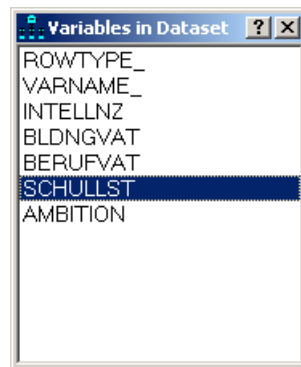 Variables in Dataset ? X
ROWTYPE_
VARNAME_
INTELLNZ
BLDNGVAT
BERUFVAT
SCHULLST
AMBITION